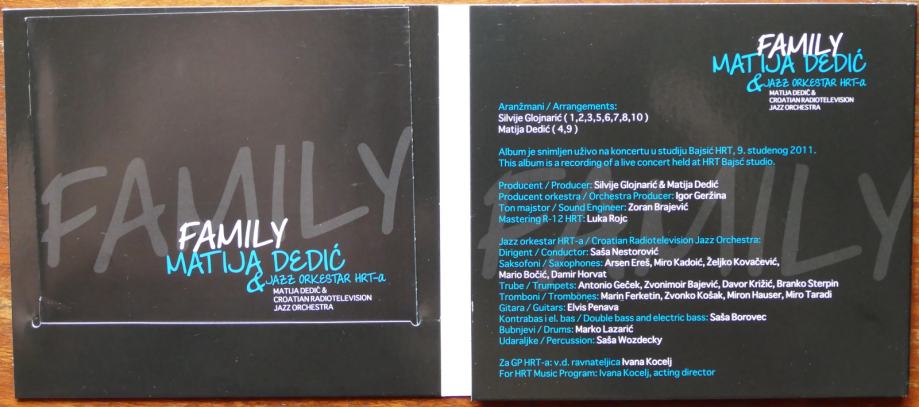 FAMILY
FAMILY
MATIJA DEDIĆ
& JAZZ ORKESTAR HRT-a
MATIJA DEDIĆ &
CROATIAN RADIOTELEVISION
JAZZ ORCHESTRA
FAMILY
MATIJA DEDIĆ
& JAZZ ORKESTAR HRT-a
MATIJA DEDIĆ &
CROATIAN RADIOTELEVISION
JAZZ ORCHESTRA
FAMILY
Aranžmani / Arrangements:
Silvije Glojnarić ( 1,2,3,5,6,7,8,10 )
Matija Dedić ( 4,9 )
Album je snimljen uživo na koncertu u studiju Bajsić HRT, 9. studenog 2011.
This album is a recording of a live concert held at HRT Bajsć studio.
Producent / Producer: Silvije Glojnarić & Matija Dedić
Producent orkestra / Orchestra Producer: Igor Geržina
Ton majstor / Sound Engineer: Zoran Brajević
Mastering R-12 HRT: Luka Rojc
Jazz orkestar HRT-a / Croatian Radiotelevision Jazz Orchestra:
Dirigent / Conductor: Saša Nestorović
Saksofoni / Saxophones: Arsen Ereš, Miro Kadoić, Željko Kovačević,
Mario Bočić, Damir Horvat
Trube / Trumpets: Antonio Geček, Zvonimoir Bajević, Davor Križić, Branko Sterpin
Tromboni / Trombones: Marin Ferketin, Zvonko Košak, Miron Hauser, Miro Taradi
Gitara / Guitars: Elvis Penava
Kontrabas i el. bas / Double bass and electric bass: Saša Borovec
Bubnjevi / Drums: Marko Lazarić
Udaraljke / Percussion: Saša Wozdecky
Za GP HRT-a: v.d. ravnateljica Ivana Kocelj
For HRT Music Program: Ivana Kocelj, acting director